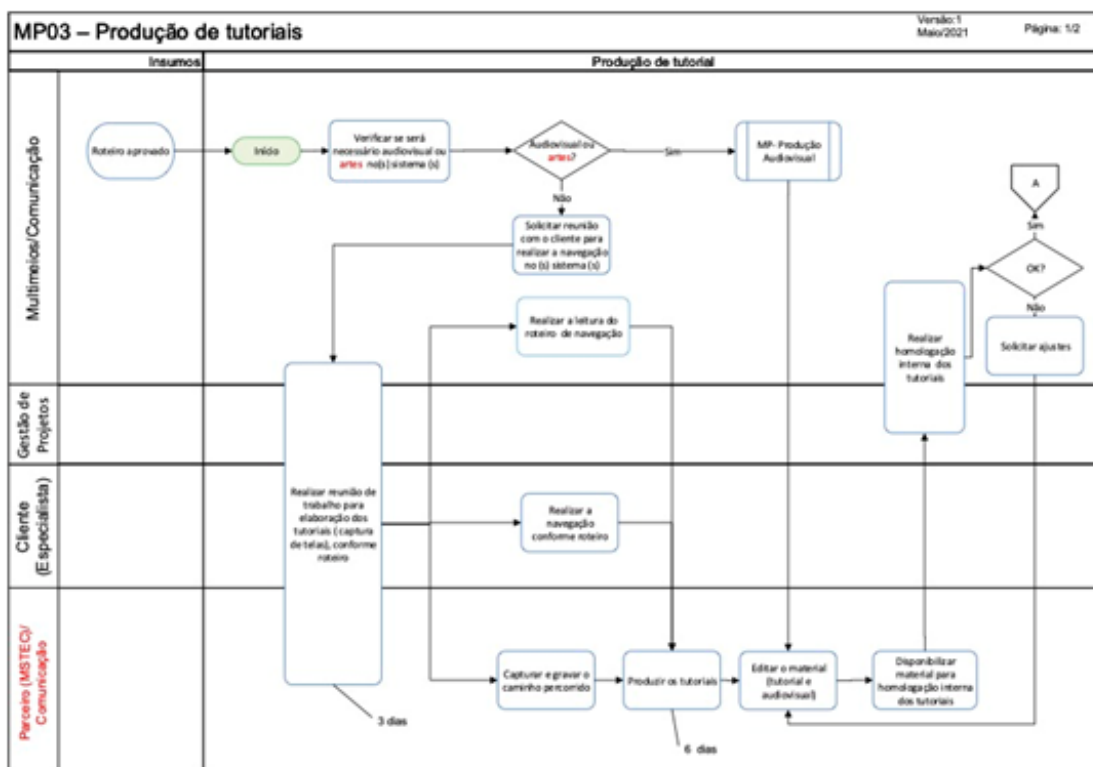 MP03 – Produção de tutoriais
Versão:1
Maio/2021
Página: 1/2
Insumos
Produção de tutorial
Multimeios/Comunicação
Roteiro aprovado
Início
Verificar se será
necessário audiovisual ou
artes no(s) sistema (s)
Audiovisual ou
artes?
Sim
MP- Produção
Audiovisual
Não
Solicitar reunião
com o cliente para
realizar a navegação
no (s) sistema (s)
A
Sim
OK?
Não
Solicitar ajustes
Realizar a leitura do
roteiro de navegação
Realizar
homologação
interna dos
tutoriais
Gestão de
Projetos
Cliente
(Especialista)
Realizar reunião de
trabalho para
elaboração dos
tutoriais ( captura
de telas), conforme
roteiro
Realizar a
navegação
conforme roteiro
Parceiro (MSTEC)/
Comunicação
Capturar e gravar o
caminho percorrido
Produzir os tutoriais
Editar o material
(tutorial e
audiovisual)
Disponibilizar
material para
homologação interna
dos tutoriais
3 dias
6 dias